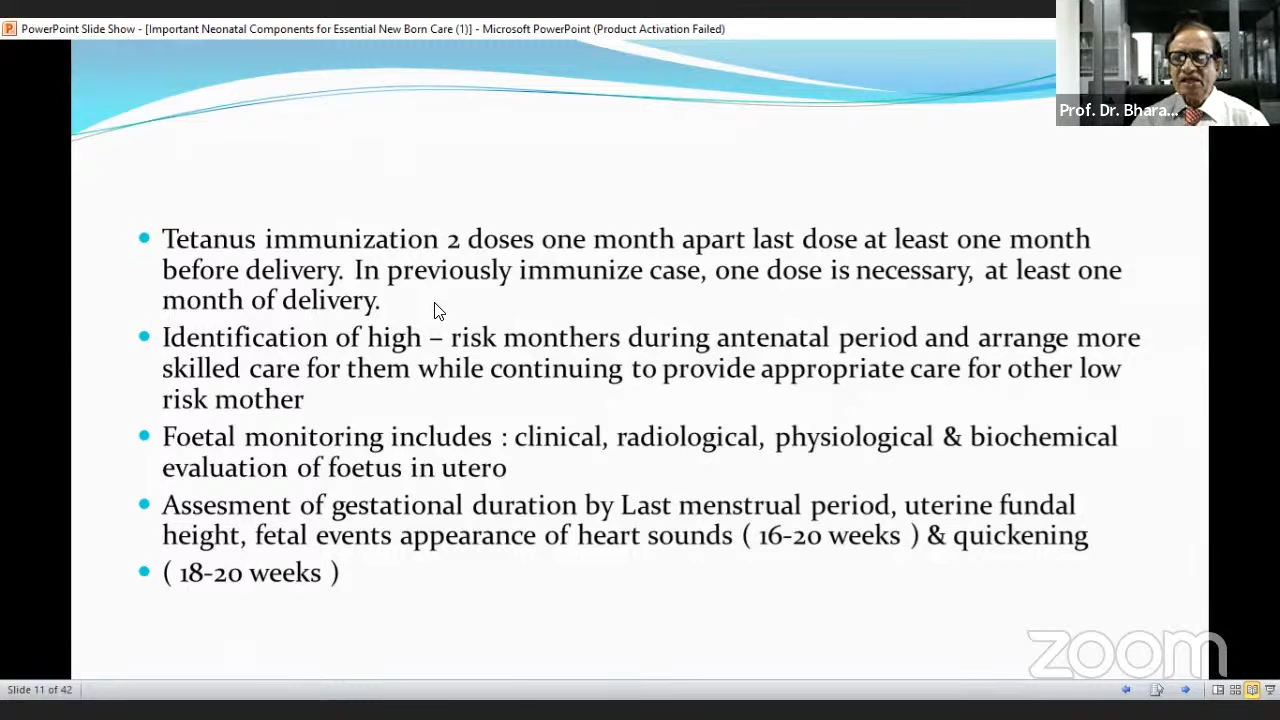 PowerPoint Slide Show - [Important Neonatal Components for Essential New Born Care (1)] - Microsoft PowerPoint (Product Activation Failed)
Prof. Dr. Bhara...
• Tetanus immunization 2 doses one month apart last dose at least one month
before delivery. In previously immunize case, one dose is necessary, at least one
month of delivery.
• Identification of high – risk monthers during antenatal period and arrange more
skilled care for them while continuing to provide appropriate care for other low
risk mother
• Foetal monitoring includes : clinical, radiological, physiological & biochemical
evaluation of foetus in utero
• Assesment of gestational duration by Last menstrual period, uterine fundal
height, fetal events appearance of heart sounds ( 16-20 weeks ) & quickening
• ( 18-20 weeks )
zoom
Slide 11 of 42